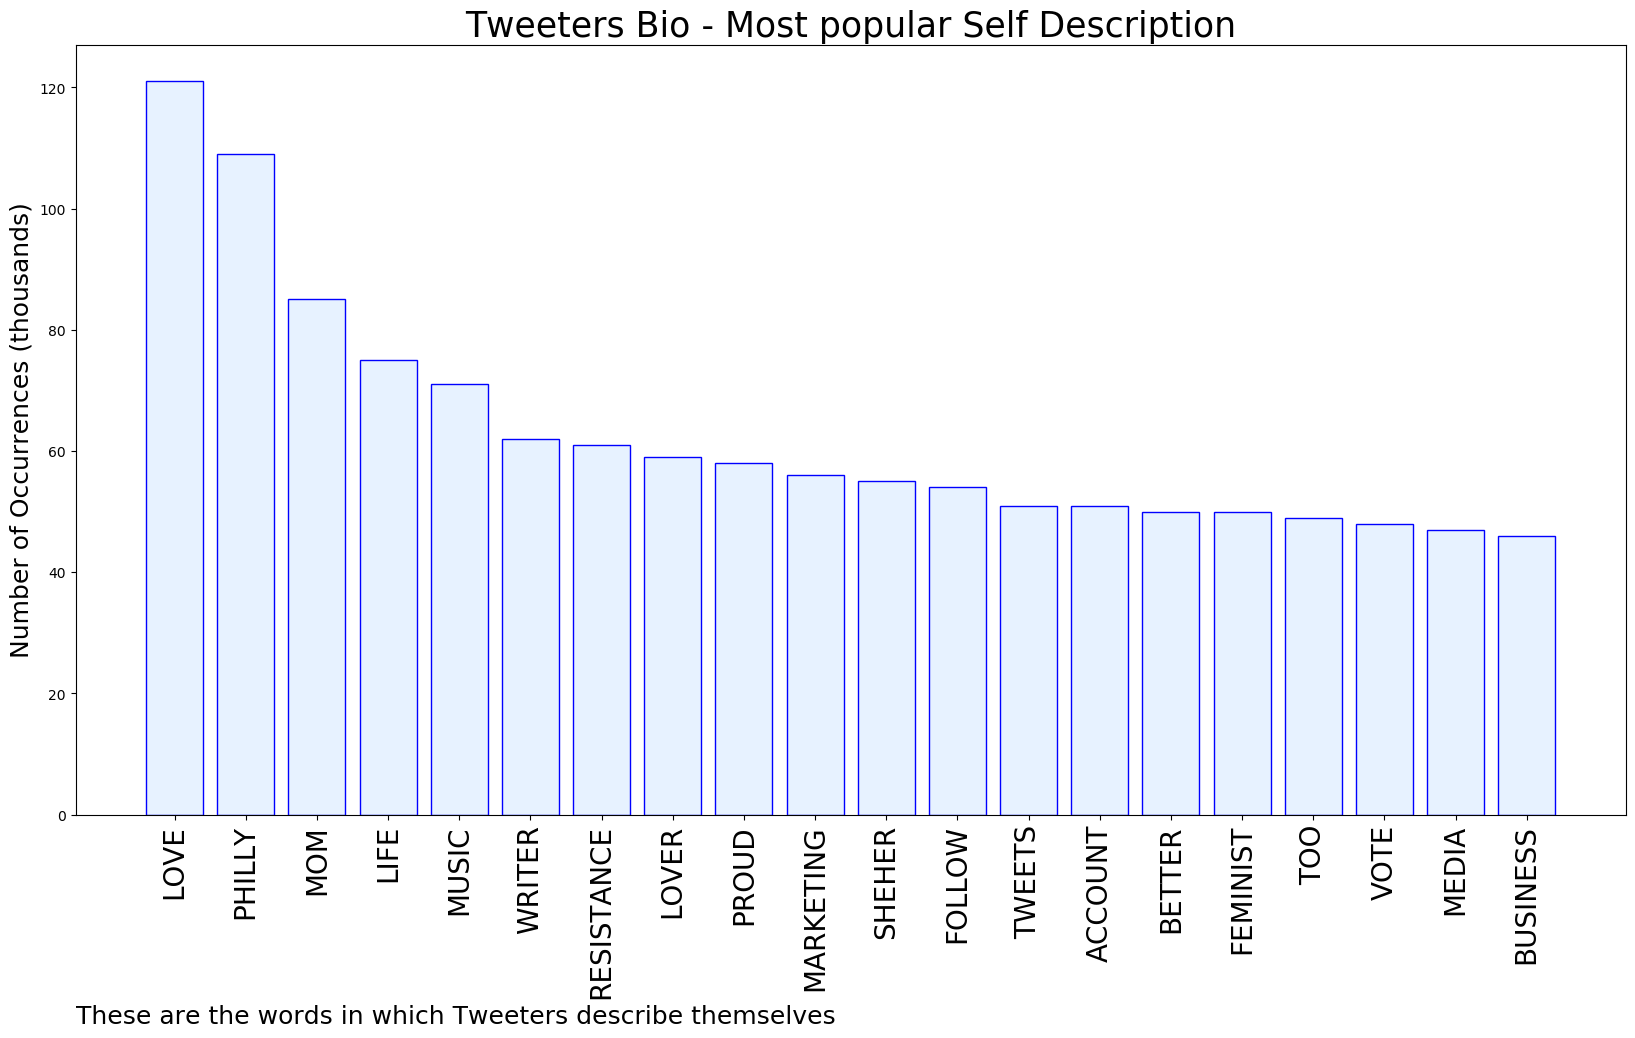 Tweeters Bio - Most popular Self Description
Number of Occurrences (thousands)
120
100
80
60
40
20
0
LOVE
PHILLY
MOM
LIFE
MUSIC
WRITER
RESISTANCE
LOVER
PROUD
MARKETING
SHEHER
FOLLOW
TWEETS
ACCOUNT
BETTER
FEMINIST
TOO
VOTE
MEDIA
BUSINESS
These are the words in which Tweeters describe themselves